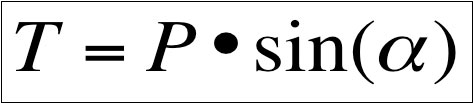 T = P • sin(α)